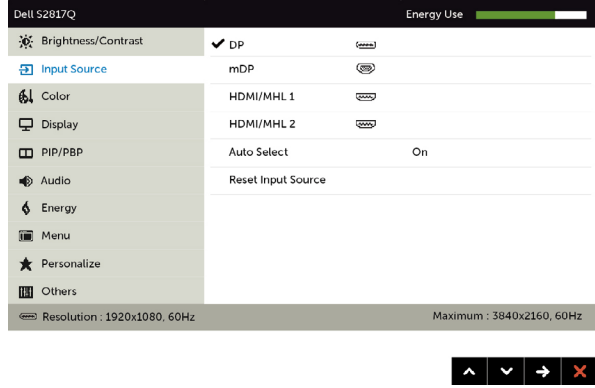 Dell S2817Q Energy Use
Brightness/Contrast DP
Input Source mDP
Color HDMI/MHL 1
Display HDMI/MHL 2
PIP/PBP Auto Select On
Audio Reset Input Source
Energy
Menu
Personalize
Others
Resolution : 1920x1080, 60Hz Maximum : 3840x2160, 60Hz